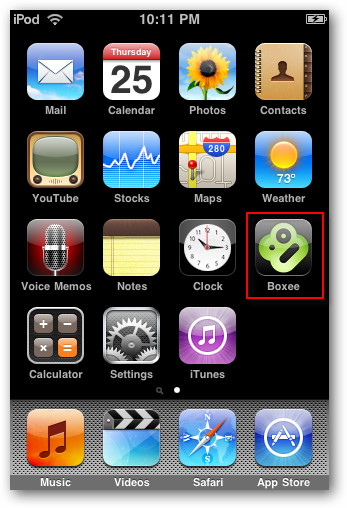 iPod 10:11 PM
Thursday
25
280
73°
Mail Calendar Photos Contacts
YouTube Stocks Maps Weather
Voice Memos Notes Clock Boxee
Calculator Settings iTunes
Music Videos Safari App Store